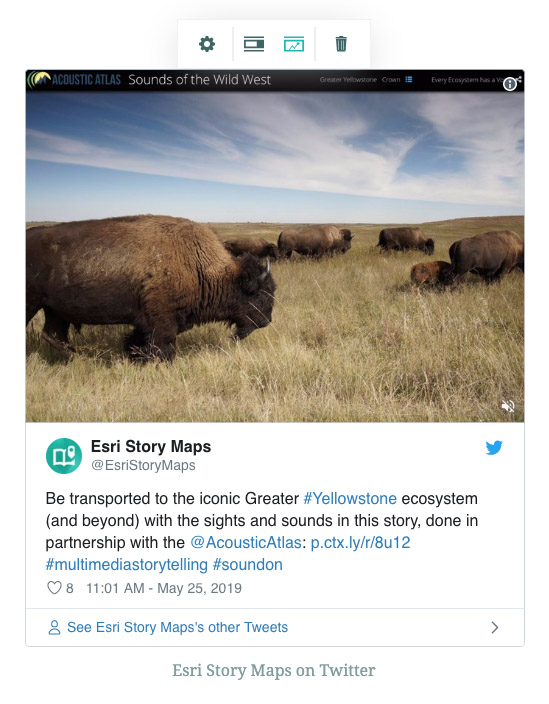 ACOUSTIC ATLAS Sounds of the Wild West Greater Yellowstone Crown Every Ecosystem has a
Esri Story Maps
@EsriStoryMaps
Be transported to the iconic Greater #Yellowstone ecosystem
(and beyond) with the sights and sounds in this story, done in
partnership with the @AcousticAtlas: p.ctx.ly/r/8u12
#multimediastorytelling #soundon
8 11:01 AM - May 25, 2019
See Esri Story Maps's other Tweets
Esri Story Maps on Twitter